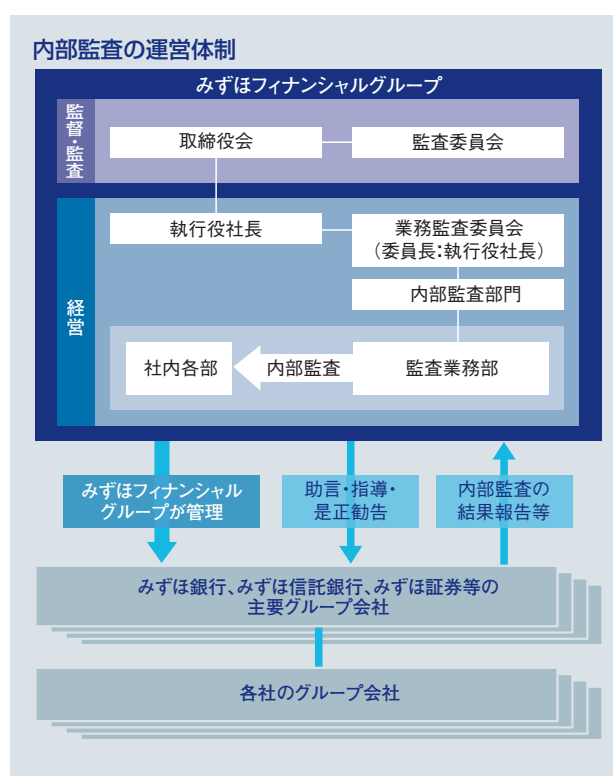 内部監査の運営体制
みずほフィナンシャルグループ
監督・監査
取締役会
監査委員会
経営
執行役社長
業務監査委員会
（委員長：執行役社長）
内部監査部門
社内各部
内部監査
監査業務部
みずほフィナンシャル
グループが管理
助言・指導・
是正勧告
内部監査の
結果報告等
みずほ銀行、みずほ信託銀行、みずほ証券等の
主要グループ会社
各社のグループ会社